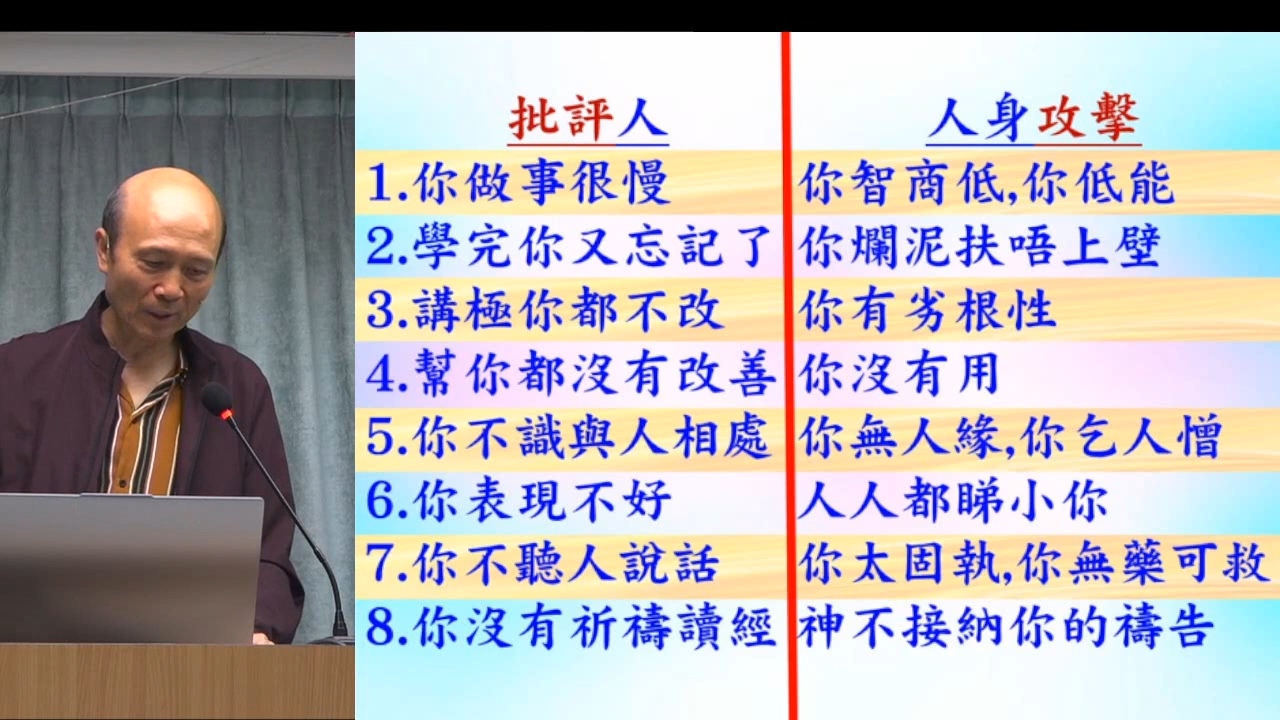 批評人 人身攻擊
1.你做事很慢 你智商低,你低能
2.學完你又忘記了 你爛泥扶唔上壁
3.講極你都不改 你有劣根性
4.幫你都沒有改善 你沒有用
5.你不識與人相處 你無人緣,你乞人憎
6.你表現不好 人人都睇小你
7.你不聽人說話 你太固執,你無藥可救
8.你沒有祈禱讀經 神不接納你的禱告